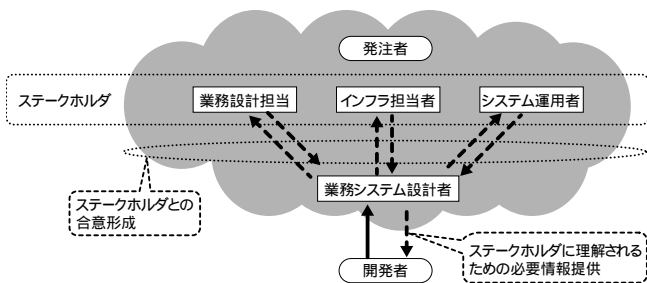 発注者
ステークホルダ
業務設計担当
インフラ担当者
システム運用者
業務システム設計者
ステークホルダとの
合意形成
ステークホルダに理解される
ための必要情報提供
開発者